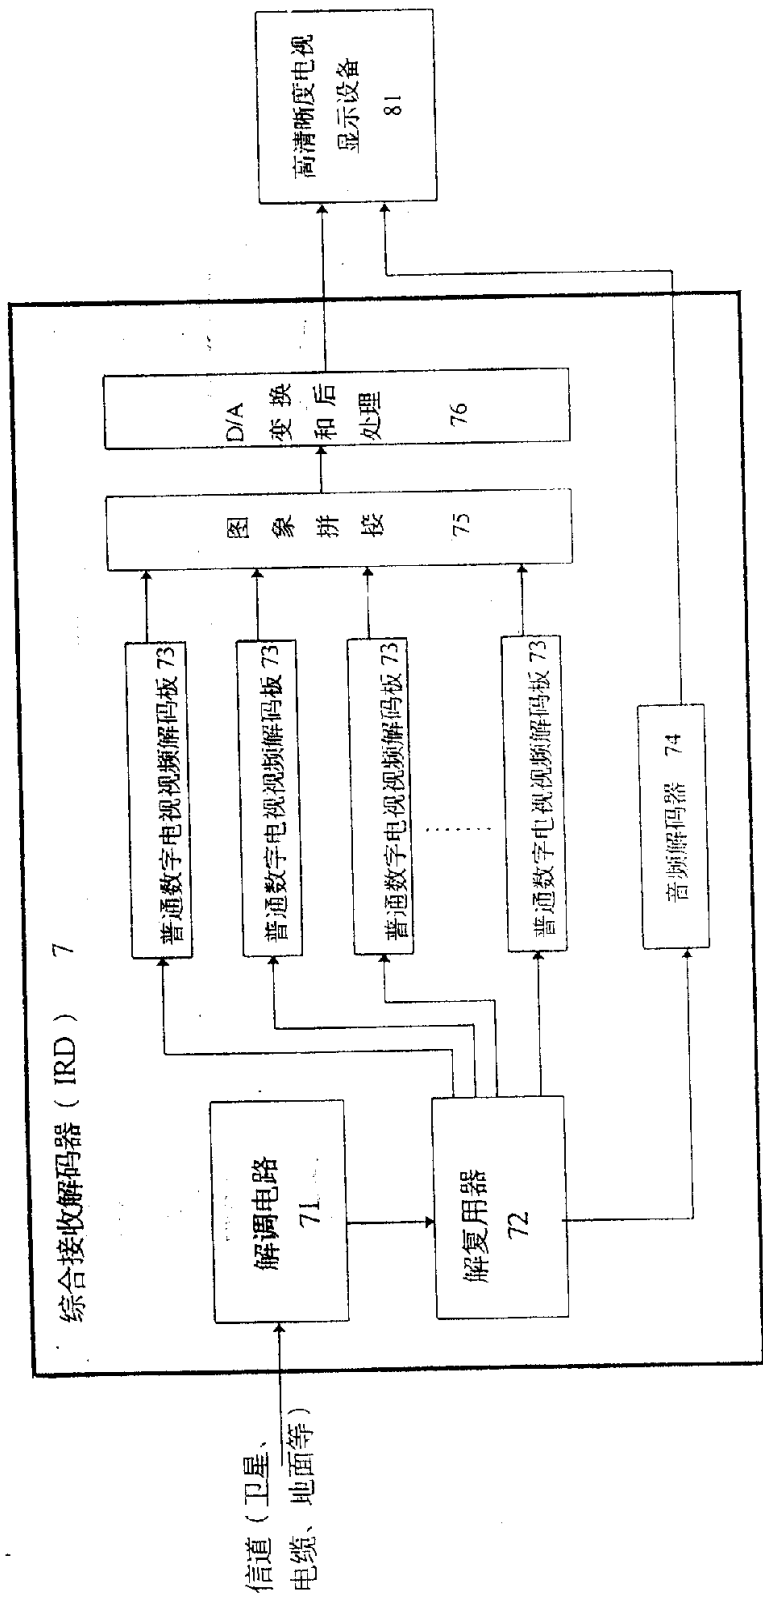 综合接收解码器（IRD） 7
信道（卫星、
电缆、地面等）
解调电路
71
解复用器
72
普通数字电视视频解码板 73
普通数字电视视频解码板 73
普通数字电视视频解码板 73
........
普通数字电视视频解码板 73
音频解码器 74
图象拼接 75
D/A
变换
和后
处理
76
高清晰度电视
显示设备
81